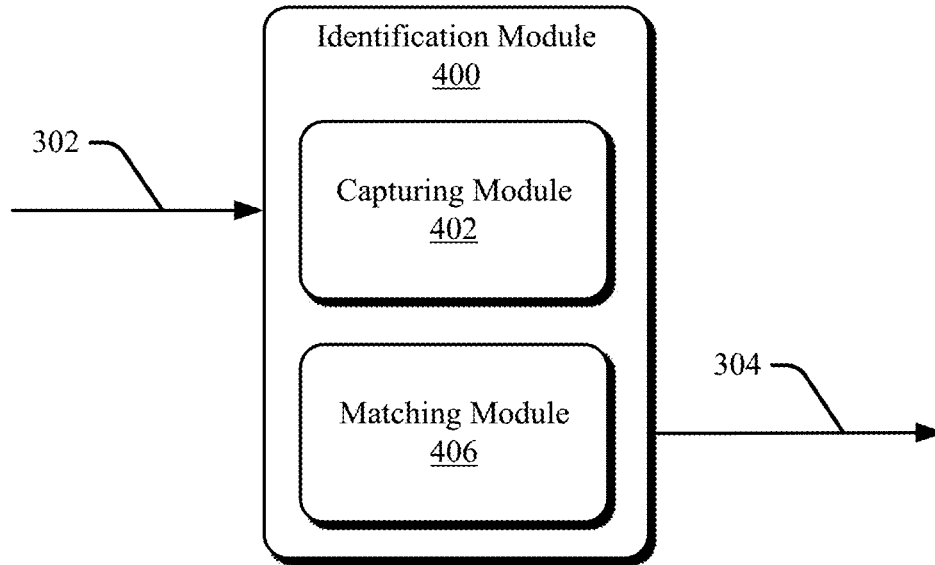 Identification Module
400
302
Capturing Module
402
304
Matching Module
406